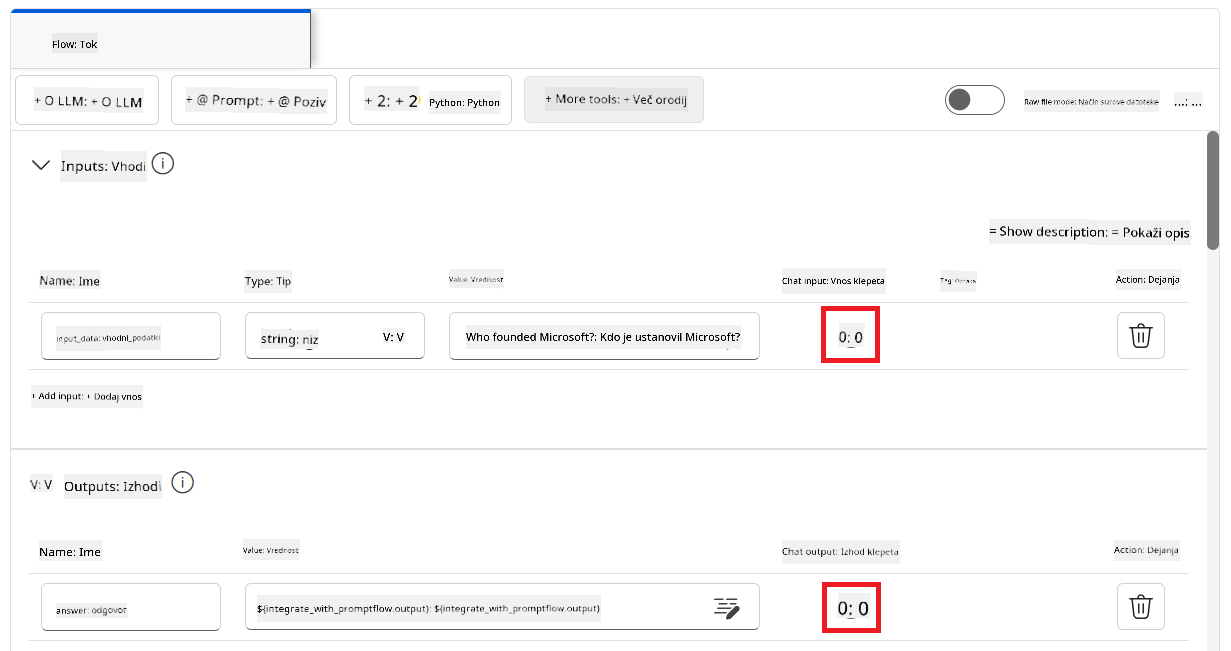 Flow: Tok
+ O LLM: + O LLM
+ @ Prompt: + @ Poziv
+ 2: + 2 Python: Python
+ More tools: + Več orodij
Raw file mode: Način surove datoteke
...: ...
Inputs: Vhodi
= Show description: = Pokaži opis
Name: Ime
Type: Tip
Value: Vrednost
Chat input: Vnos klepeta
Tag: Oznaka
Action: Dejanja
input_data: vhodni_podatki
string: niz
V: V
Who founded Microsoft?: Kdo je ustanovil Microsoft?
0: 0
+ Add input: + Dodaj vnos
V: V
Outputs: Izhodi
Name: Ime
Value: Vrednost
Chat output: Izhod klepeta
Action: Dejanja
answer: odgovor
${integrate_with_promptflow.output}: ${integrate_with_promptflow.output}
0: 0